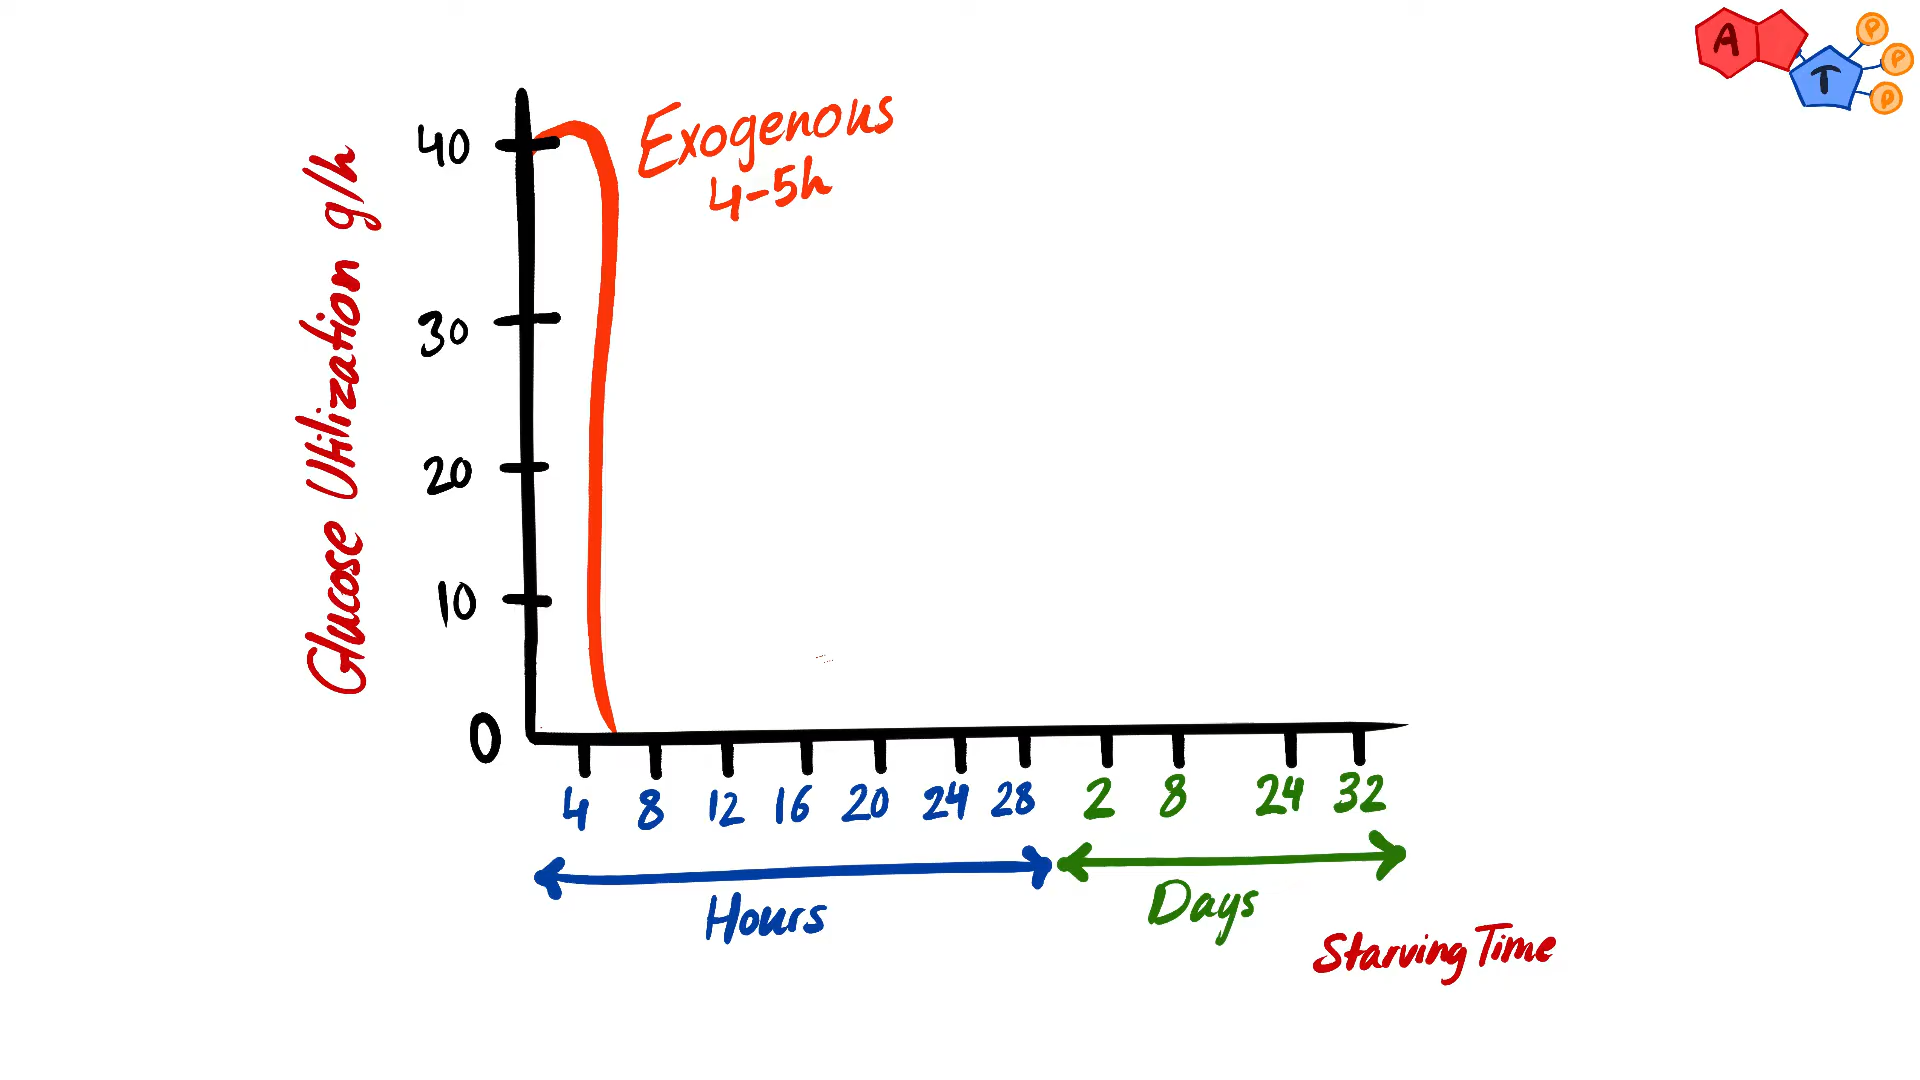 A
T
P
P
P
Exogenous
4-5h
Glucose Utilization g/h
40
30
20
10
0
4 8 12 16 20 24 28 2 8 24 32
Hours
Days
Starving Time